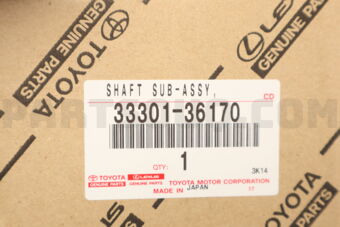 TOYOTA
GENUINE PARTS
LEXUS
GENUINE PARTS
SHAFT SUB-ASSY,
CD
33301-36170
QTY:
1
3K14
TOYOTA
GENUINE PARTS
LEXUS
GENUINE PARTS
TOYOTA MOTOR CORPORATION
MADE IN JAPAN
17